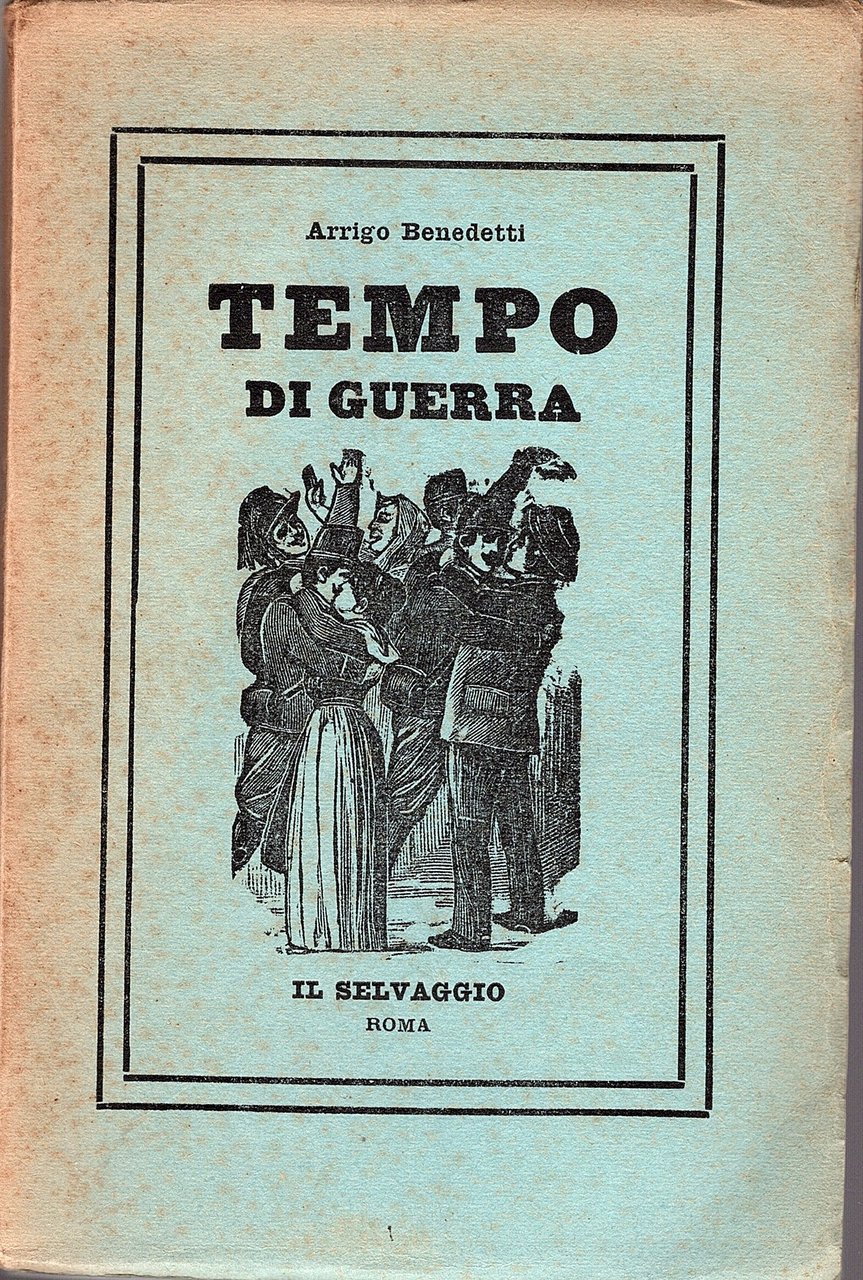 Arrigo Benedetti
TEMPO
DI GUERRA
IL SELVAGGIO
ROMA